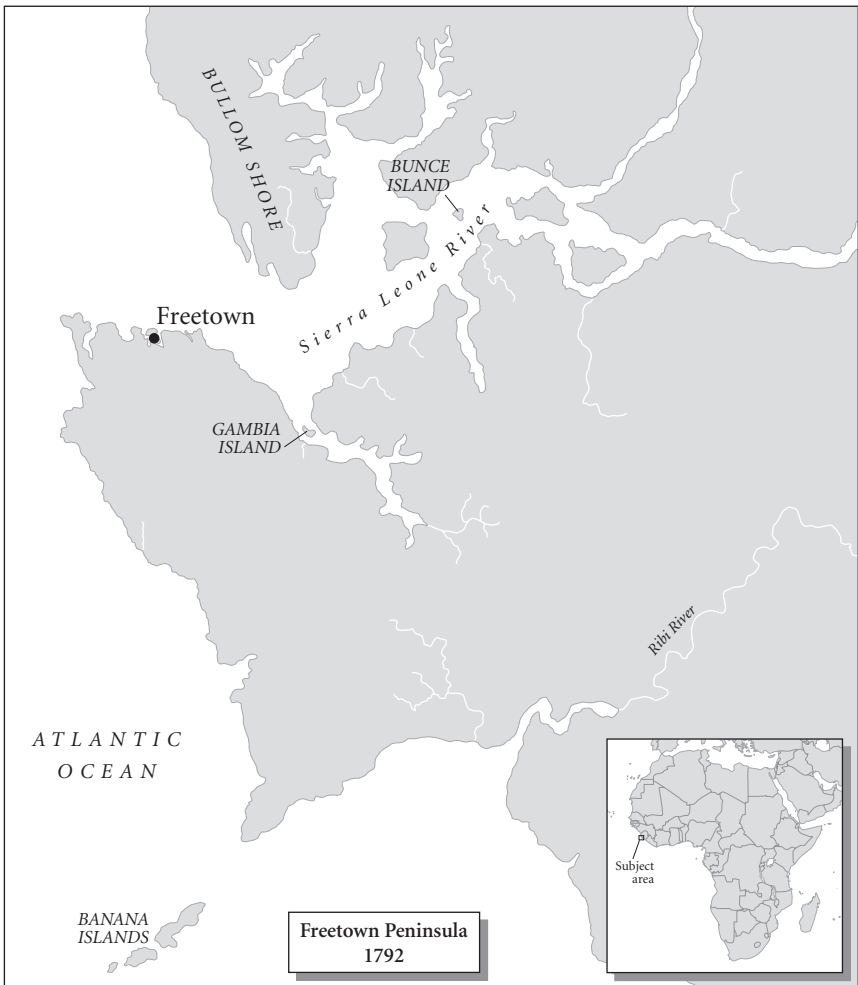 BULLOM SHORE
BUNCE
ISLAND
Sierra Leone River
Freetown
GAMBIA
ISLAND
Ribi River
ATLANTIC
OCEAN
Subject
area
BANANA
ISLANDS
Freetown Peninsula
1792